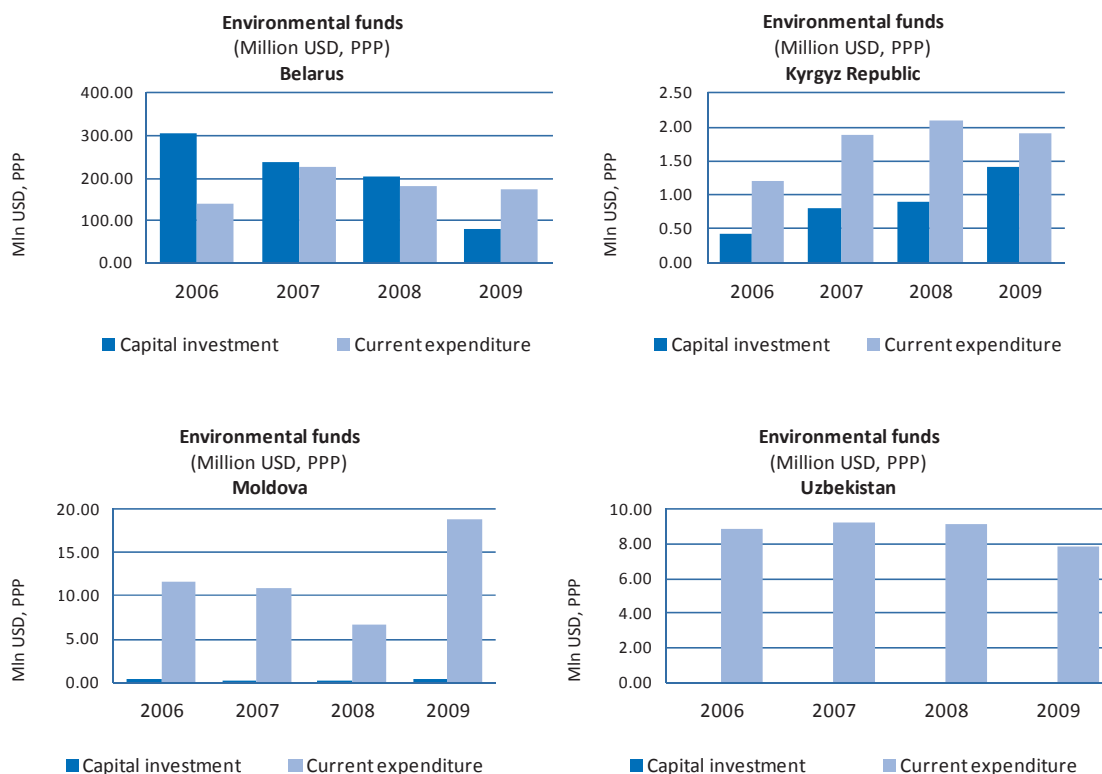 Environmental funds
(Million USD, PPP)
Belarus
400.00
300.00
200.00
100.00
0.00
Mln USD, PPP
2006 2007 2008 2009
Capital investment Current expenditure
Environmental funds
(Million USD, PPP)
Kyrgyz Republic
2.50
2.00
1.50
1.00
0.50
0.00
Mln USD, PPP
2006 2007 2008 2009
Capital investment Current expenditure
Environmental funds
(Million USD, PPP)
Moldova
20.00
15.00
10.00
5.00
0.00
Mln USD, PPP
2006 2007 2008 2009
Capital investment Current expenditure
Environmental funds
(Million USD, PPP)
Uzbekistan
10.00
8.00
6.00
4.00
2.00
0.00
Mln USD, PPP
2006 2007 2008 2009
Capital investment Current expenditure